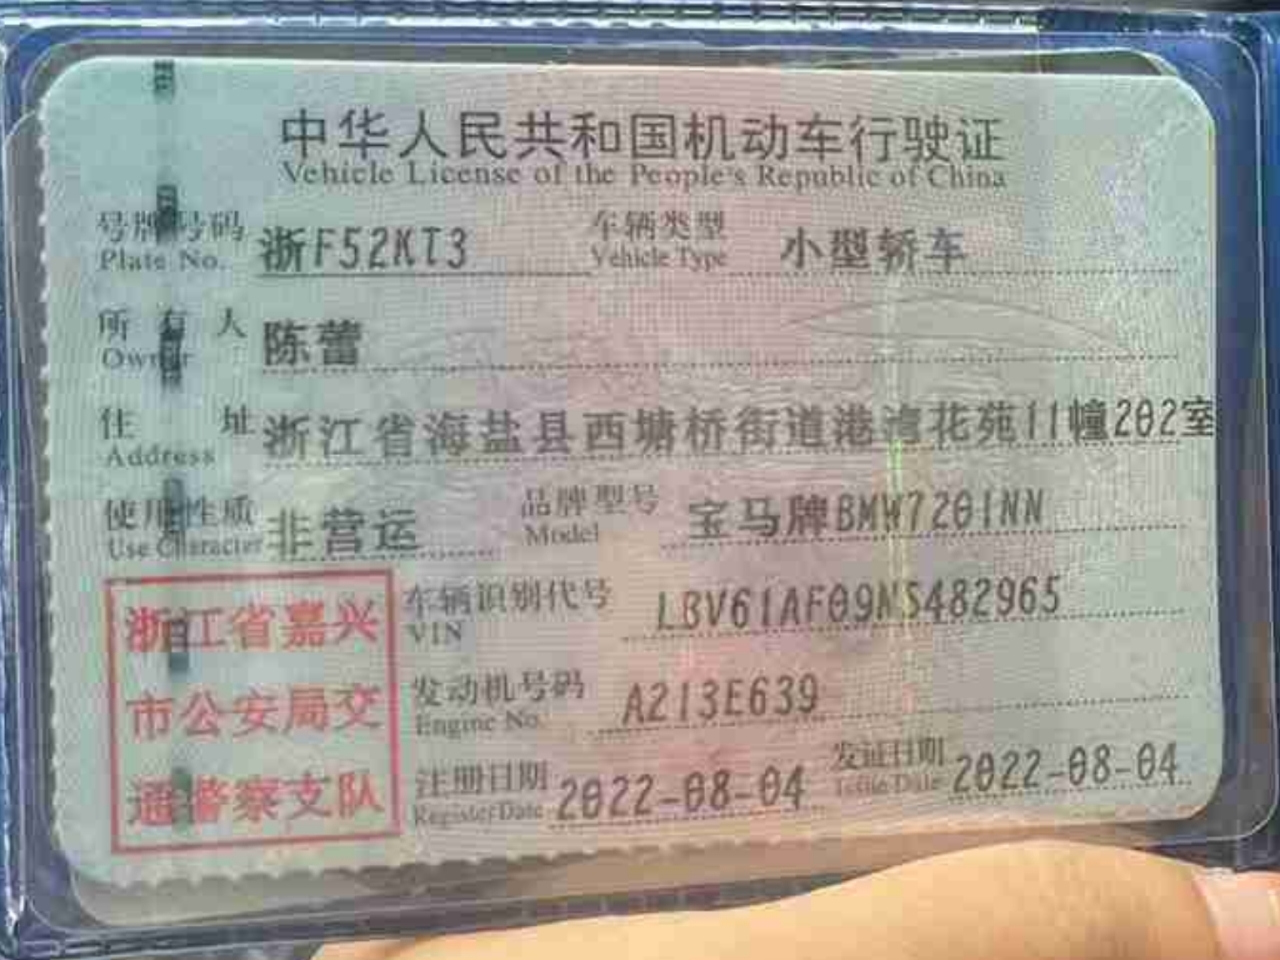 中华人民共和国机动车行驶证
Vehicle License of the People's Republic of China
号牌号码 浙F52KT3 车辆类型 小型轿车
Plate No. Vehicle Type
所有人 陈蕾
Owner
住址 浙江省海盐县西塘桥街道港湾花苑11幢202室
Address
使用性质 非营运 品牌型号 宝马牌BMW7201NN
Use Character Model
浙江省嘉兴
市公安局交
通警察支队
车辆识别代号 LBV61AF09NS482965
VIN
发动机号码 A213E639
Engine No.
注册日期 2022-08-04 发证日期 2022-08-04
Register Date Issue Date